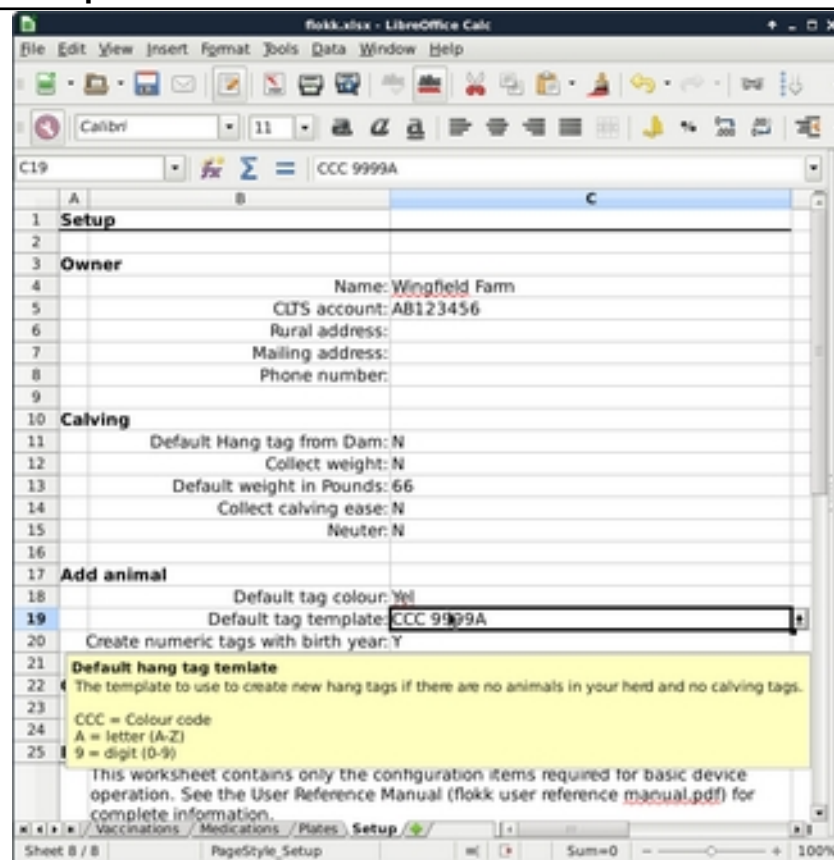 flokk.xlsx - LibreOffice Calc
File Edit View Insert Format Tools Data Window Help
Calibri 11 a a a
C19 CCC 9999A
A B C
1 Setup
2
3 Owner
4 Name: Wingfield Farm
5 CLTS account: AB123456
6 Rural address:
7 Mailing address:
8 Phone number:
9
10 Calving
11 Default Hang tag from Dam: N
12 Collect weight: N
13 Default weight in Pounds: 66
14 Collect calving ease: N
15 Neuter: N
16
17 Add animal
18 Default tag colour: Yel
19 Default tag template: CCC 9999A
20 Create numeric tags with birth year: Y
21 Default hang tag temlate
22 The template to use to create new hang tags if there are no animals in your herd and no calving tags.
23 CCC = Colour code
24 A = letter (A-Z)
25 9 = digit (0-9)
This worksheet contains only the configuration items required for basic device
operation. See the User Reference Manual (flokk user reference manual.pdf) for
complete information.
Vaccinations Medications Plates Setup
Sheet 8 / 8 PageStyle_Setup Sum=0 100%